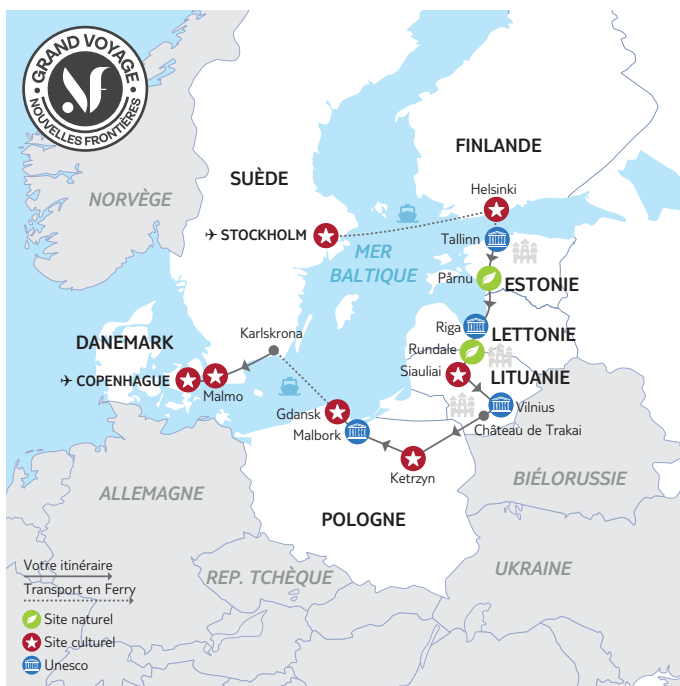 GRAND VOYAGE
NF
NOUVELLES FRONTIÈRES
FINLANDE
SUÈDE
NORVÈGE
Helsinki
STOCKHOLM
Tallinn
MER
BALTIQUE
Pårnu
ESTONIE
Riga
LETTONIE
Karlskrona
DANEMARK
Rundale
Siauliai
LITUANIE
COPENHAGUE
Malmo
Vilnius
Gdansk
Château de Trakai
Malbork
Ketrzyn
BIÉLORUSSIE
ALLEMAGNE
POLOGNE
UKRAINE
REP. TCHÈQUE
Votre itinéraire
Transport en Ferry
Site naturel
Site culturel
Unesco